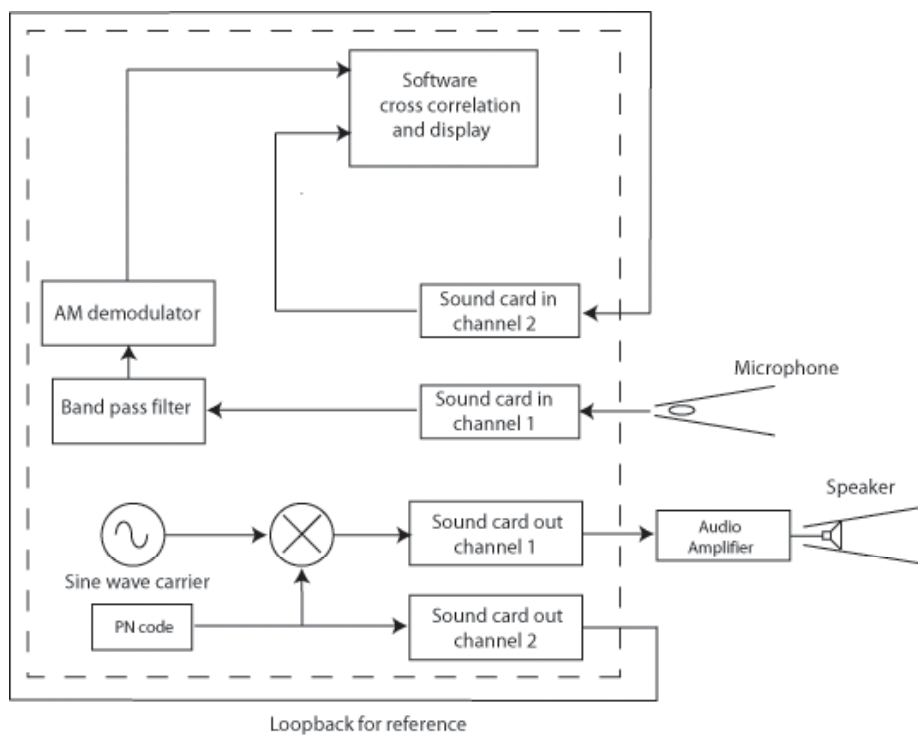 Software
cross correlation
and display
AM demodulator
Sound card in
channel 2
Microphone
Band pass filter
Sound card in
channel 1
Speaker
Sound card out
channel 1
Audio
Amplifier
Sine wave carrier
PN code
Sound card out
channel 2
Loopback for reference